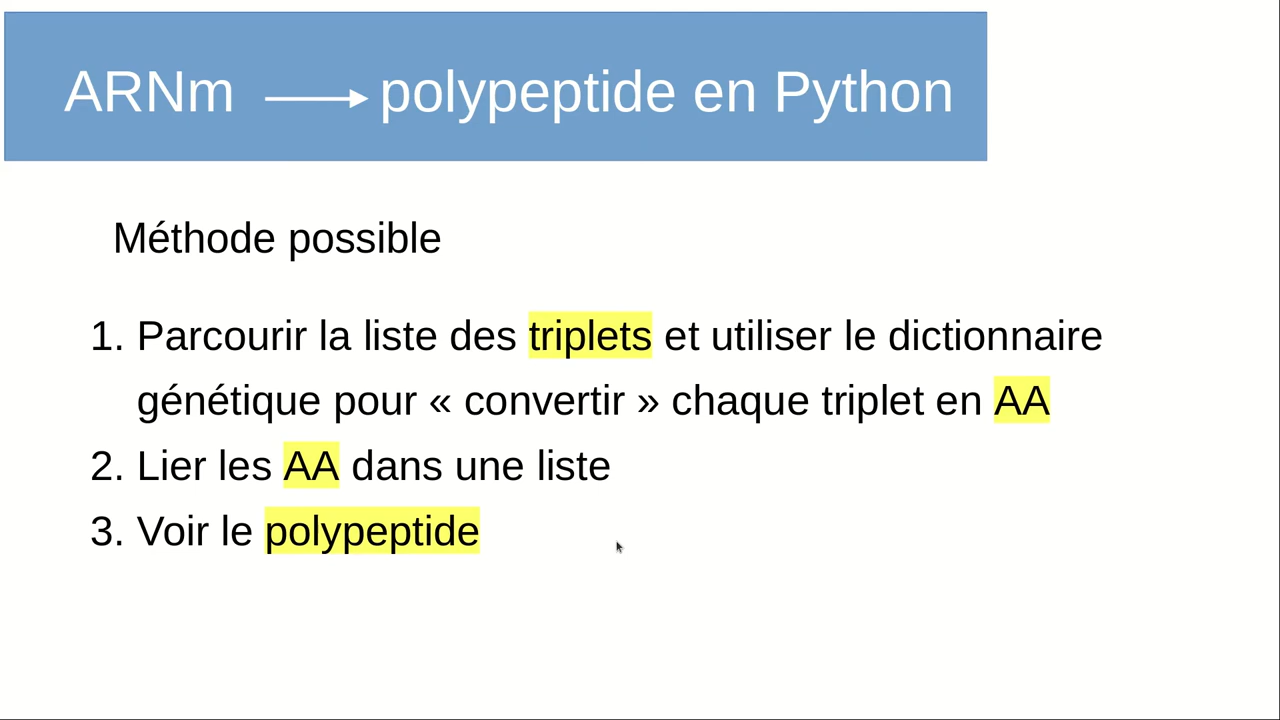 ARNm → polypeptide en Python
Méthode possible
1. Parcourir la liste des triplets et utiliser le dictionnaire
génétique pour « convertir » chaque triplet en AA
2. Lier les AA dans une liste
3. Voir le polypeptide